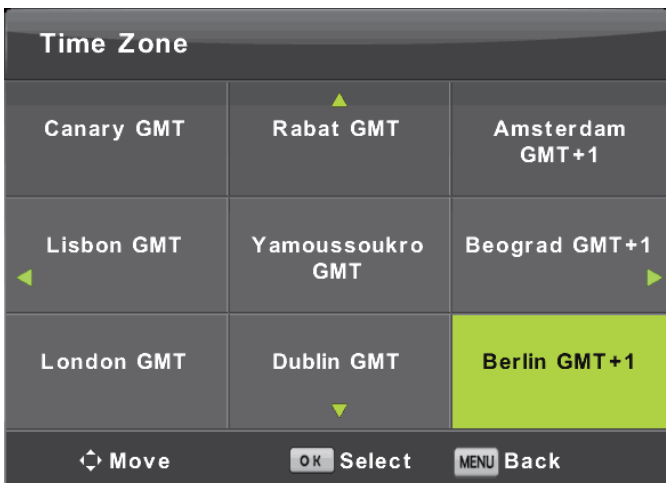 Time Zone
Canary GMT
Rabat GMT
Amsterdam
GMT+1
Lisbon GMT
Yamoussoukro
GMT
Beograd GMT+1
London GMT
Dublin GMT
Berlin GMT+1
Move
OK Select
MENU Back